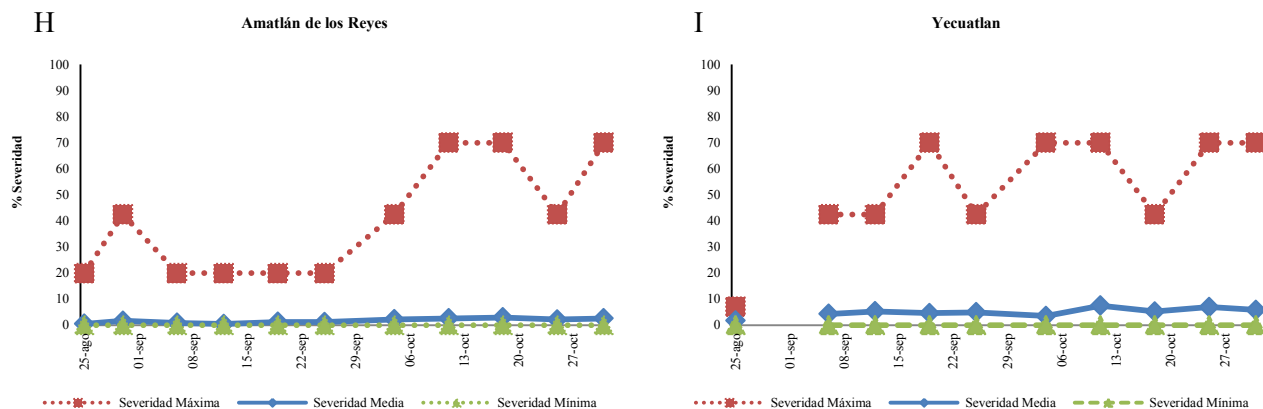 H
Amatlán de los Reyes
% Severidad
100
90
80
70
60
50
40
30
20
10
0
25-ago
01-sep
08-sep
15-sep
22-sep
29-sep
06-oct
13-oct
20-oct
27-oct
Severidad Máxima Severidad Media Severidad Mínima
I
Yecuatlan
% Severidad
100
90
80
70
60
50
40
30
20
10
0
25-ago
01-sep
08-sep
15-sep
22-sep
29-sep
06-oct
13-oct
20-oct
27-oct
Severidad Máxima Severidad Media Severidad Mínima